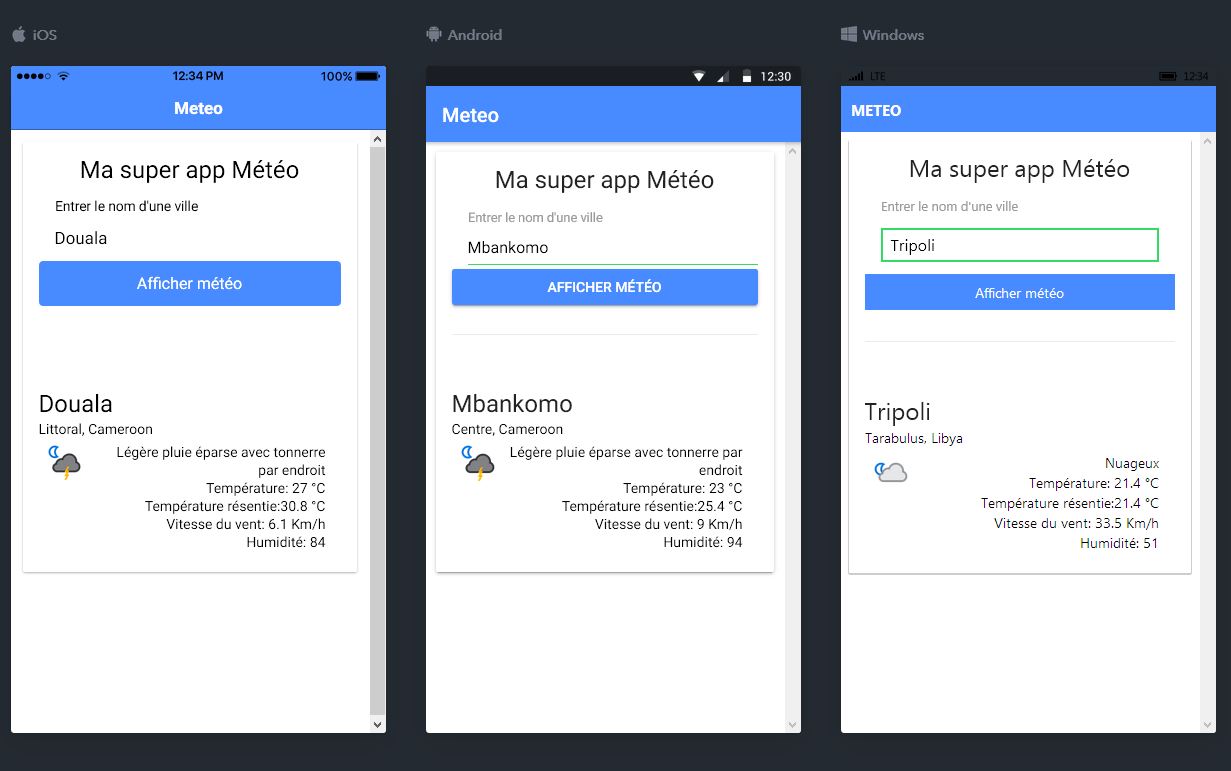 iOS
12:34 PM
100%
Meteo
Ma super app Météo
Entrer le nom d'une ville
Douala
Afficher météo
Douala
Littoral, Cameroon
Légère pluie éparse avec tonnerre
par endroit
Température: 27 °C
Température résentie:30.8 °C
Vitesse du vent: 6.1 Km/h
Humidité: 84
Android
12:30
Meteo
Ma super app Météo
Entrer le nom d'une ville
Mbankomo
AFFICHER MÉTÉO
Mbankomo
Centre, Cameroon
Légère pluie éparse avec tonnerre par
endroit
Température: 23 °C
Température résentie:25.4 °C
Vitesse du vent: 9 Km/h
Humidité: 94
Windows
LTE
12:34
METEO
Ma super app Météo
Entrer le nom d'une ville
Tripoli
Afficher météo
Tripoli
Tarabulus, Libya
Nuageux
Température: 21.4 °C
Température résentie:21.4 °C
Vitesse du vent: 33.5 Km/h
Humidité: 51